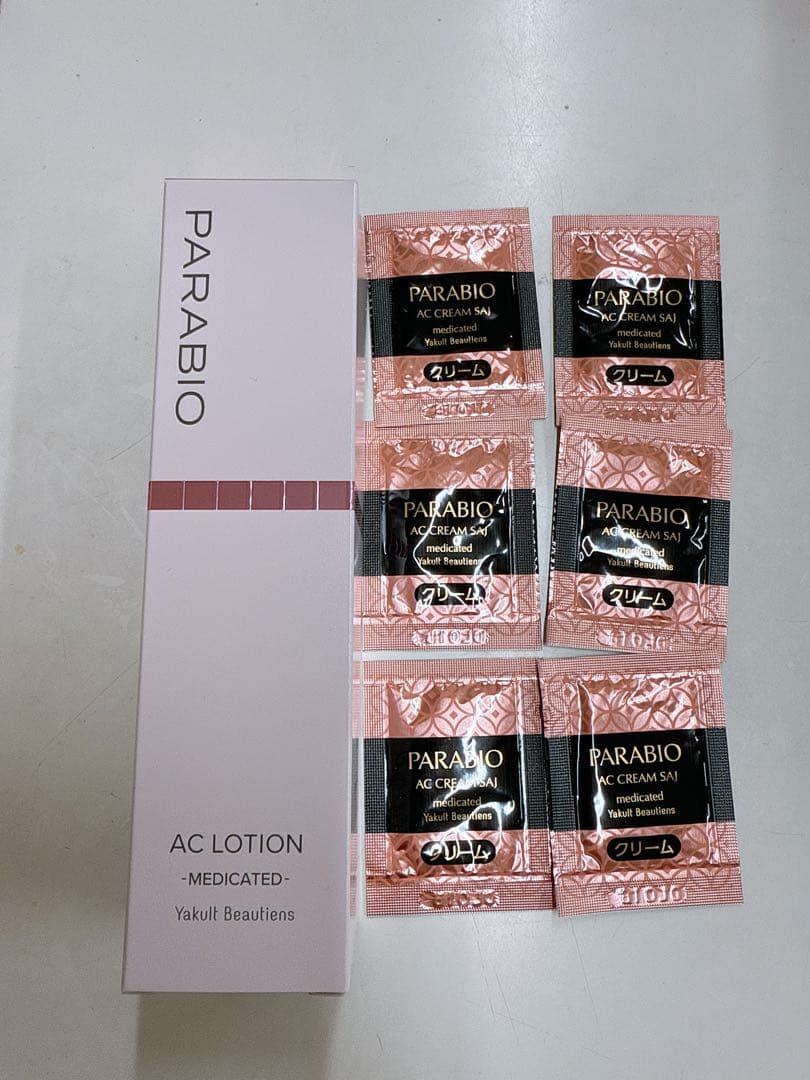 PARABIO
AC LOTION
-MEDICATED-
Yakult Beautiens
PARABIO
AC CREAM SAJ
medicated
Yakult Beautiens
クリーム
PARABIO
AC CREAM SAJ
medicated
Yakult Beautiens
クリーム
PARABIO
AC CREAM SAJ
medicated
Yakult Beautiens
クリーム
PARABIO
AC CREAM SAJ
medicated
Yakult Beautiens
クリーム
PARABIO
AC CREAM SAJ
medicated
Yakult Beautiens
クリーム
PARABIO
AC CREAM SAJ
medicated
Yakult Beautiens
クリーム